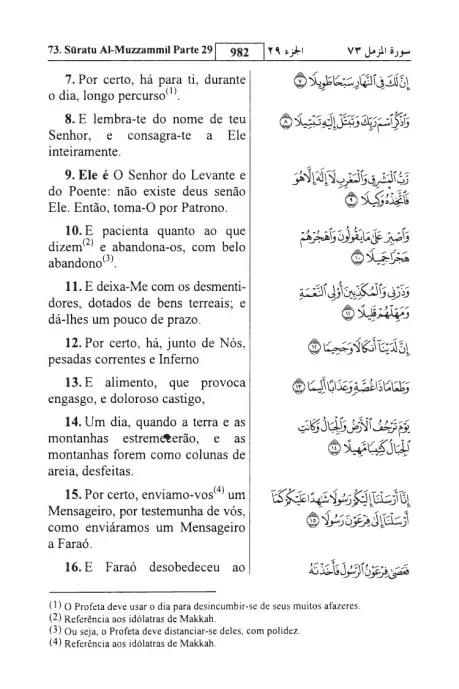 73. Sūratu Al-Muzzammil Parte 29 982 الجزء ٢٩ سورة المزمل ٧٣
7. Por certo, há para ti, durante
o dia, longo percurso(1).
إِنَّ لَكَ فِي ٱلنَّهَارِ سَبْحًا طَوِيلًا ٧
8. E lembra-te do nome de teu
Senhor, e consagra-te a Ele
inteiramente.
وَٱذْكُرِ ٱسْمَ رَبِّكَ وَتَبَتَّلْ إِلَيْهِ تَبْتِيلًا ٨
9. Ele é O Senhor do Levante e
do Poente: não existe deus senão
Ele. Então, toma-O por Patrono.
رَّبُّ ٱلْمَشْرِقِ وَٱلْمَغْرِبِ لَآ إِلَٰهَ إِلَّا هُوَ
فَٱتَّخِذْهُ وَكِيلًا ٩
10. E pacienta quanto ao que
dizem(2) e abandona-os, com belo
abandono(3).
وَٱصْبِرْ عَلَىٰ مَا يَقُولُونَ وَٱهْجُرْهُمْ
هَجْرًا جَمِيلًا ١٠
11. E deixa-Me com os desmenti-
dores, dotados de bens terreais; e
dá-lhes um pouco de prazo.
وَذَرْنِي وَٱلْمُكَذِّبِينَ أُو۟لِي ٱلنَّعْمَةِ
وَمَهِّلْهُمْ قَلِيلًا ١١
12. Por certo, há, junto de Nós,
pesadas correntes e Inferno
إِنَّ لَدَيْنَآ أَنكَالًا وَجَحِيمًا ١٢
13. E alimento, que provoca
engasgo, e doloroso castigo,
وَطَعَامًا ذَا غُصَّةٍ وَعَذَابًا أَلِيمًا ١٣
14. Um dia, quando a terra e as
montanhas estremecerão, e as
montanhas forem como colunas de
areia, desfeitas.
يَوْمَ تَرْجُفُ ٱلْأَرْضُ وَٱلْجِبَالُ وَكَانَتِ
ٱلْجِبَالُ كَثِيبًا مَّهِيلًا ١٤
15. Por certo, enviamo-vos(4) um
Mensageiro, por testemunha de vós,
como enviáramos um Mensageiro
a Faraó.
إِنَّآ أَرْسَلْنَآ إِلَيْكُمْ رَسُولًا شَٰهِدًا عَلَيْكُمْ كَمَآ
أَرْسَلْنَآ إِلَىٰ فِرْعَوْنَ رَسُولًا ١٥
16. E Faraó desobedeceu ao
فَعَصَىٰ فِرْعَوْنُ ٱلرَّسُولَ فَأَخَذْنَٰهُ
(1) O Profeta deve usar o dia para desincumbir-se de seus muitos afazeres.
(2) Referência aos idólatras de Makkah.
(3) Ou seja, o Profeta deve distanciar-se deles, com polidez.
(4) Referência aos idólatras de Makkah.